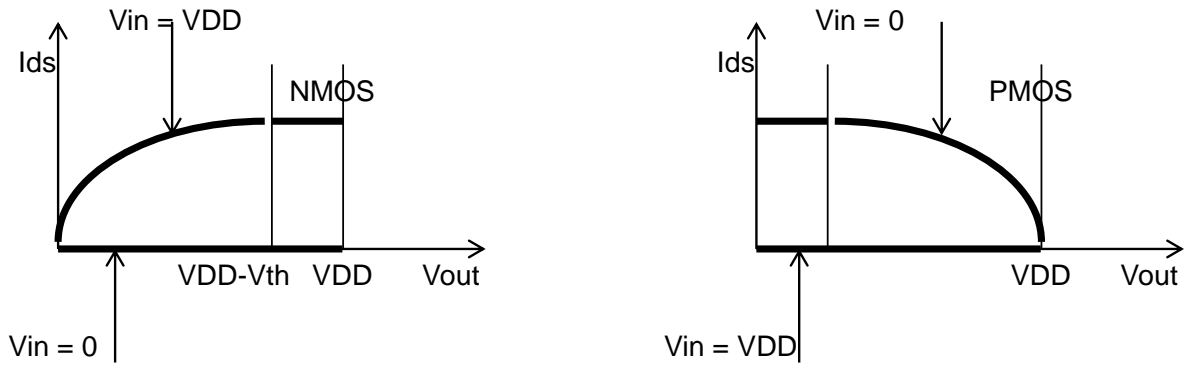 Vin = VDD
Ids
NMOS
VDD-Vth
VDD
Vout
Vin = 0
Vin = 0
Ids
PMOS
VDD
Vout
Vin = VDD